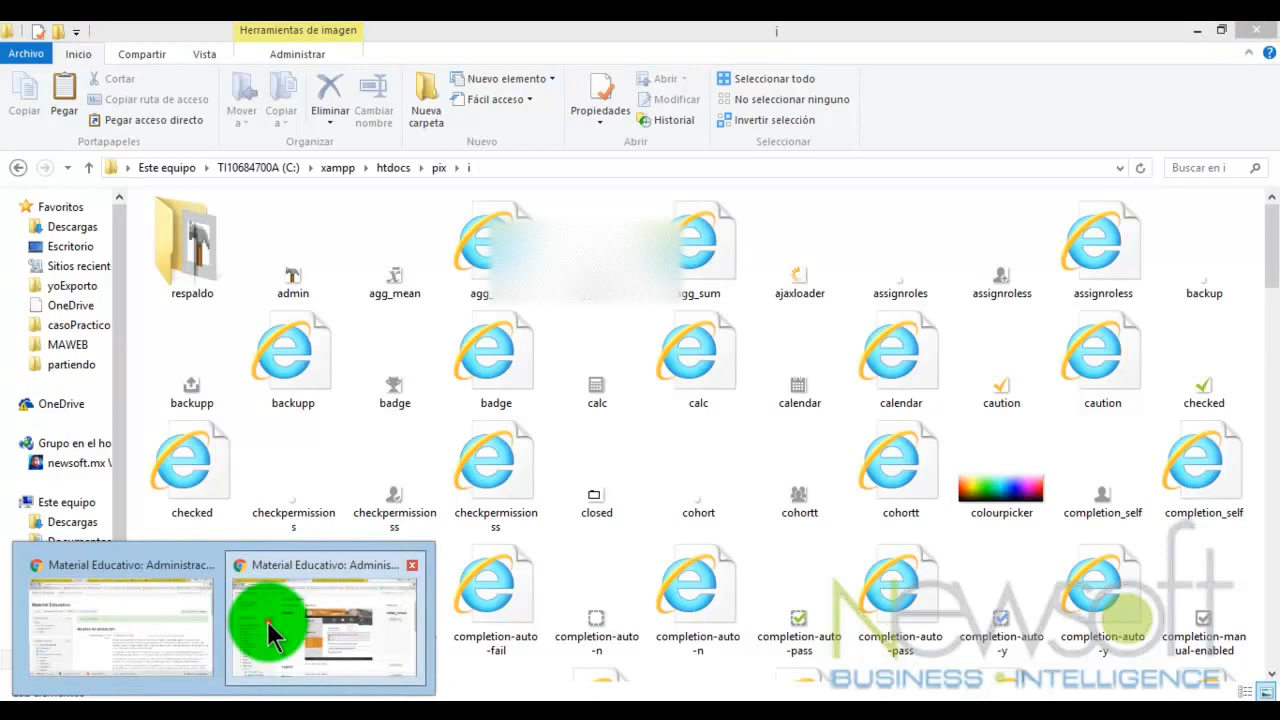 Herramientas de imagen
i
Archivo
Inicio
Compartir
Vista
Administrar
Copiar
Pegar
Cortar
Copiar ruta de acceso
Pegar acceso directo
Portapapeles
Mover a
Copiar a
Eliminar
Cambiar nombre
Organizar
Nueva carpeta
Nuevo elemento
Fácil acceso
Nuevo
Propiedades
Abrir
Modificar
Historial
Abrir
Seleccionar todo
No seleccionar ninguno
Invertir selección
Seleccionar
Este equipo
TI10684700A (C:)
xampp
htdocs
pix
i
Buscar en i
Favoritos
Descargas
Escritorio
Sitios recient
yoExporto
OneDrive
casoPractico
MAWEB
partiendo
OneDrive
Grupo en el ho
newsoft.mx \
Este equipo
Descargas
respaldo
admin
agg_mean
agg_
agg_sum
ajaxloader
assignroles
assignroless
assignroless
backup
backupp
backupp
badge
badge
calc
calc
calendar
calendar
caution
caution
checked
checked
checkpermission
s
checkpermission
ss
checkpermission
ss
closed
cohort
cohortt
cohortt
colourpicker
completion_self
completion_self
completion-auto
fail
completion-auto
-n
completion-auto
-n
completion-auto
-pass
completion-auto
-pass
completion-auto
-y
completion-auto
-y
completion-man
ual-enabled
Material Educativo: Administrac...
Material Educativo: Adminis...
Material Educativo
Newsoft
BUSINESS INTELLIGENCE